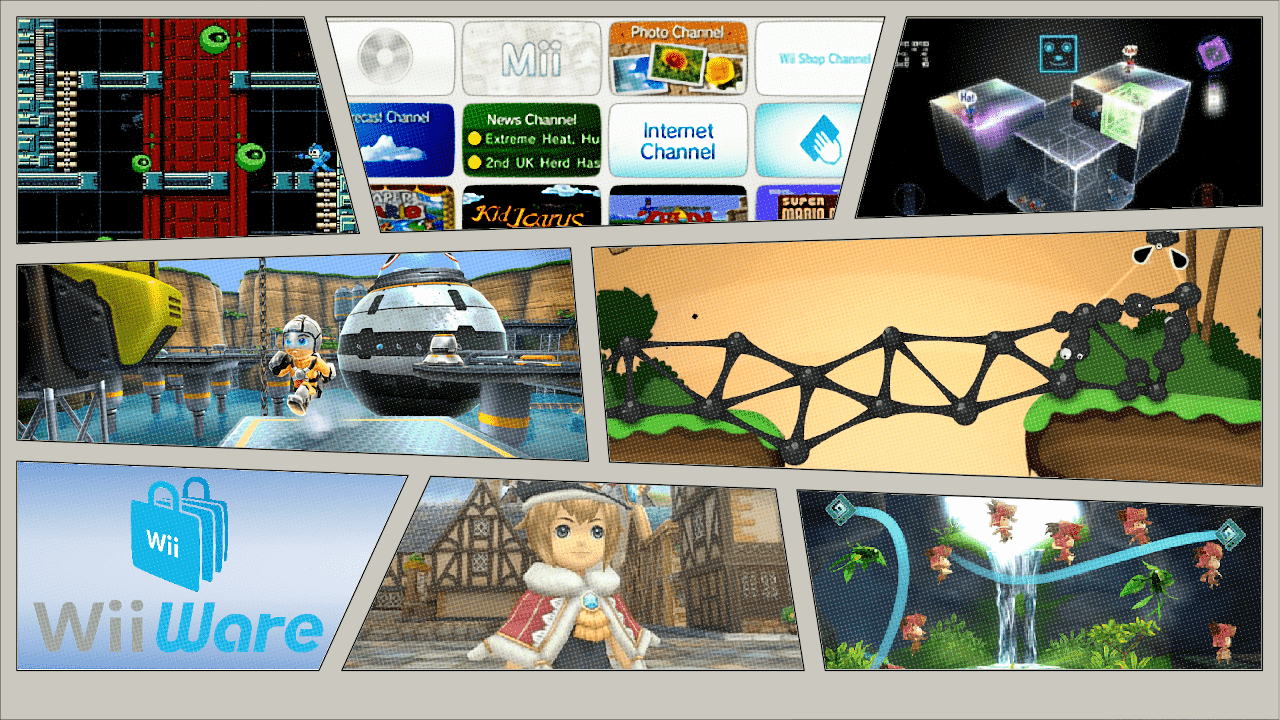 Mii
Photo Channel
Wii Shop Channel
ecast Channel
News Channel
Extreme Heat, Hu
2nd UK Herd Has
Internet
Channel
Kid Icarus
SUPER
MARIO
Ha!
Wii
WiiWare